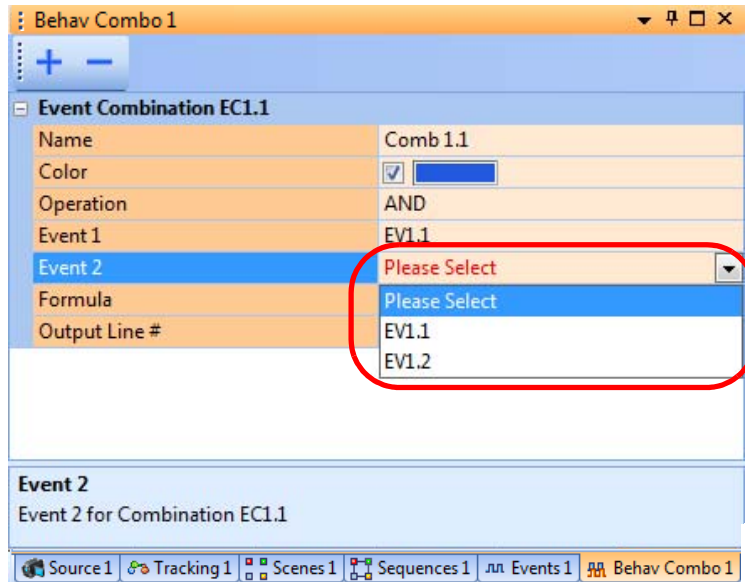 Behav Combo 1
Event Combination EC1.1
Name Comb 1.1
Color
Operation AND
Event 1 EV1.1
Event 2 Please Select
Formula Please Select
Output Line # EV1.1
EV1.2
Event 2
Event 2 for Combination EC1.1
Source 1 Tracking 1 Scenes 1 Sequences 1 Events 1 Behav Combo 1